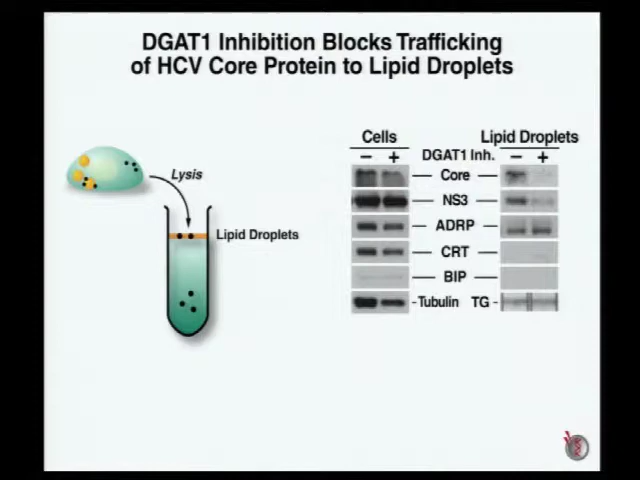 DGAT1 Inhibition Blocks Trafficking
of HCV Core Protein to Lipid Droplets
Lysis
Lipid Droplets
Cells
Lipid Droplets
− + DGAT1 Inh. − +
Core
NS3
ADRP
CRT
BIP
Tubulin TG